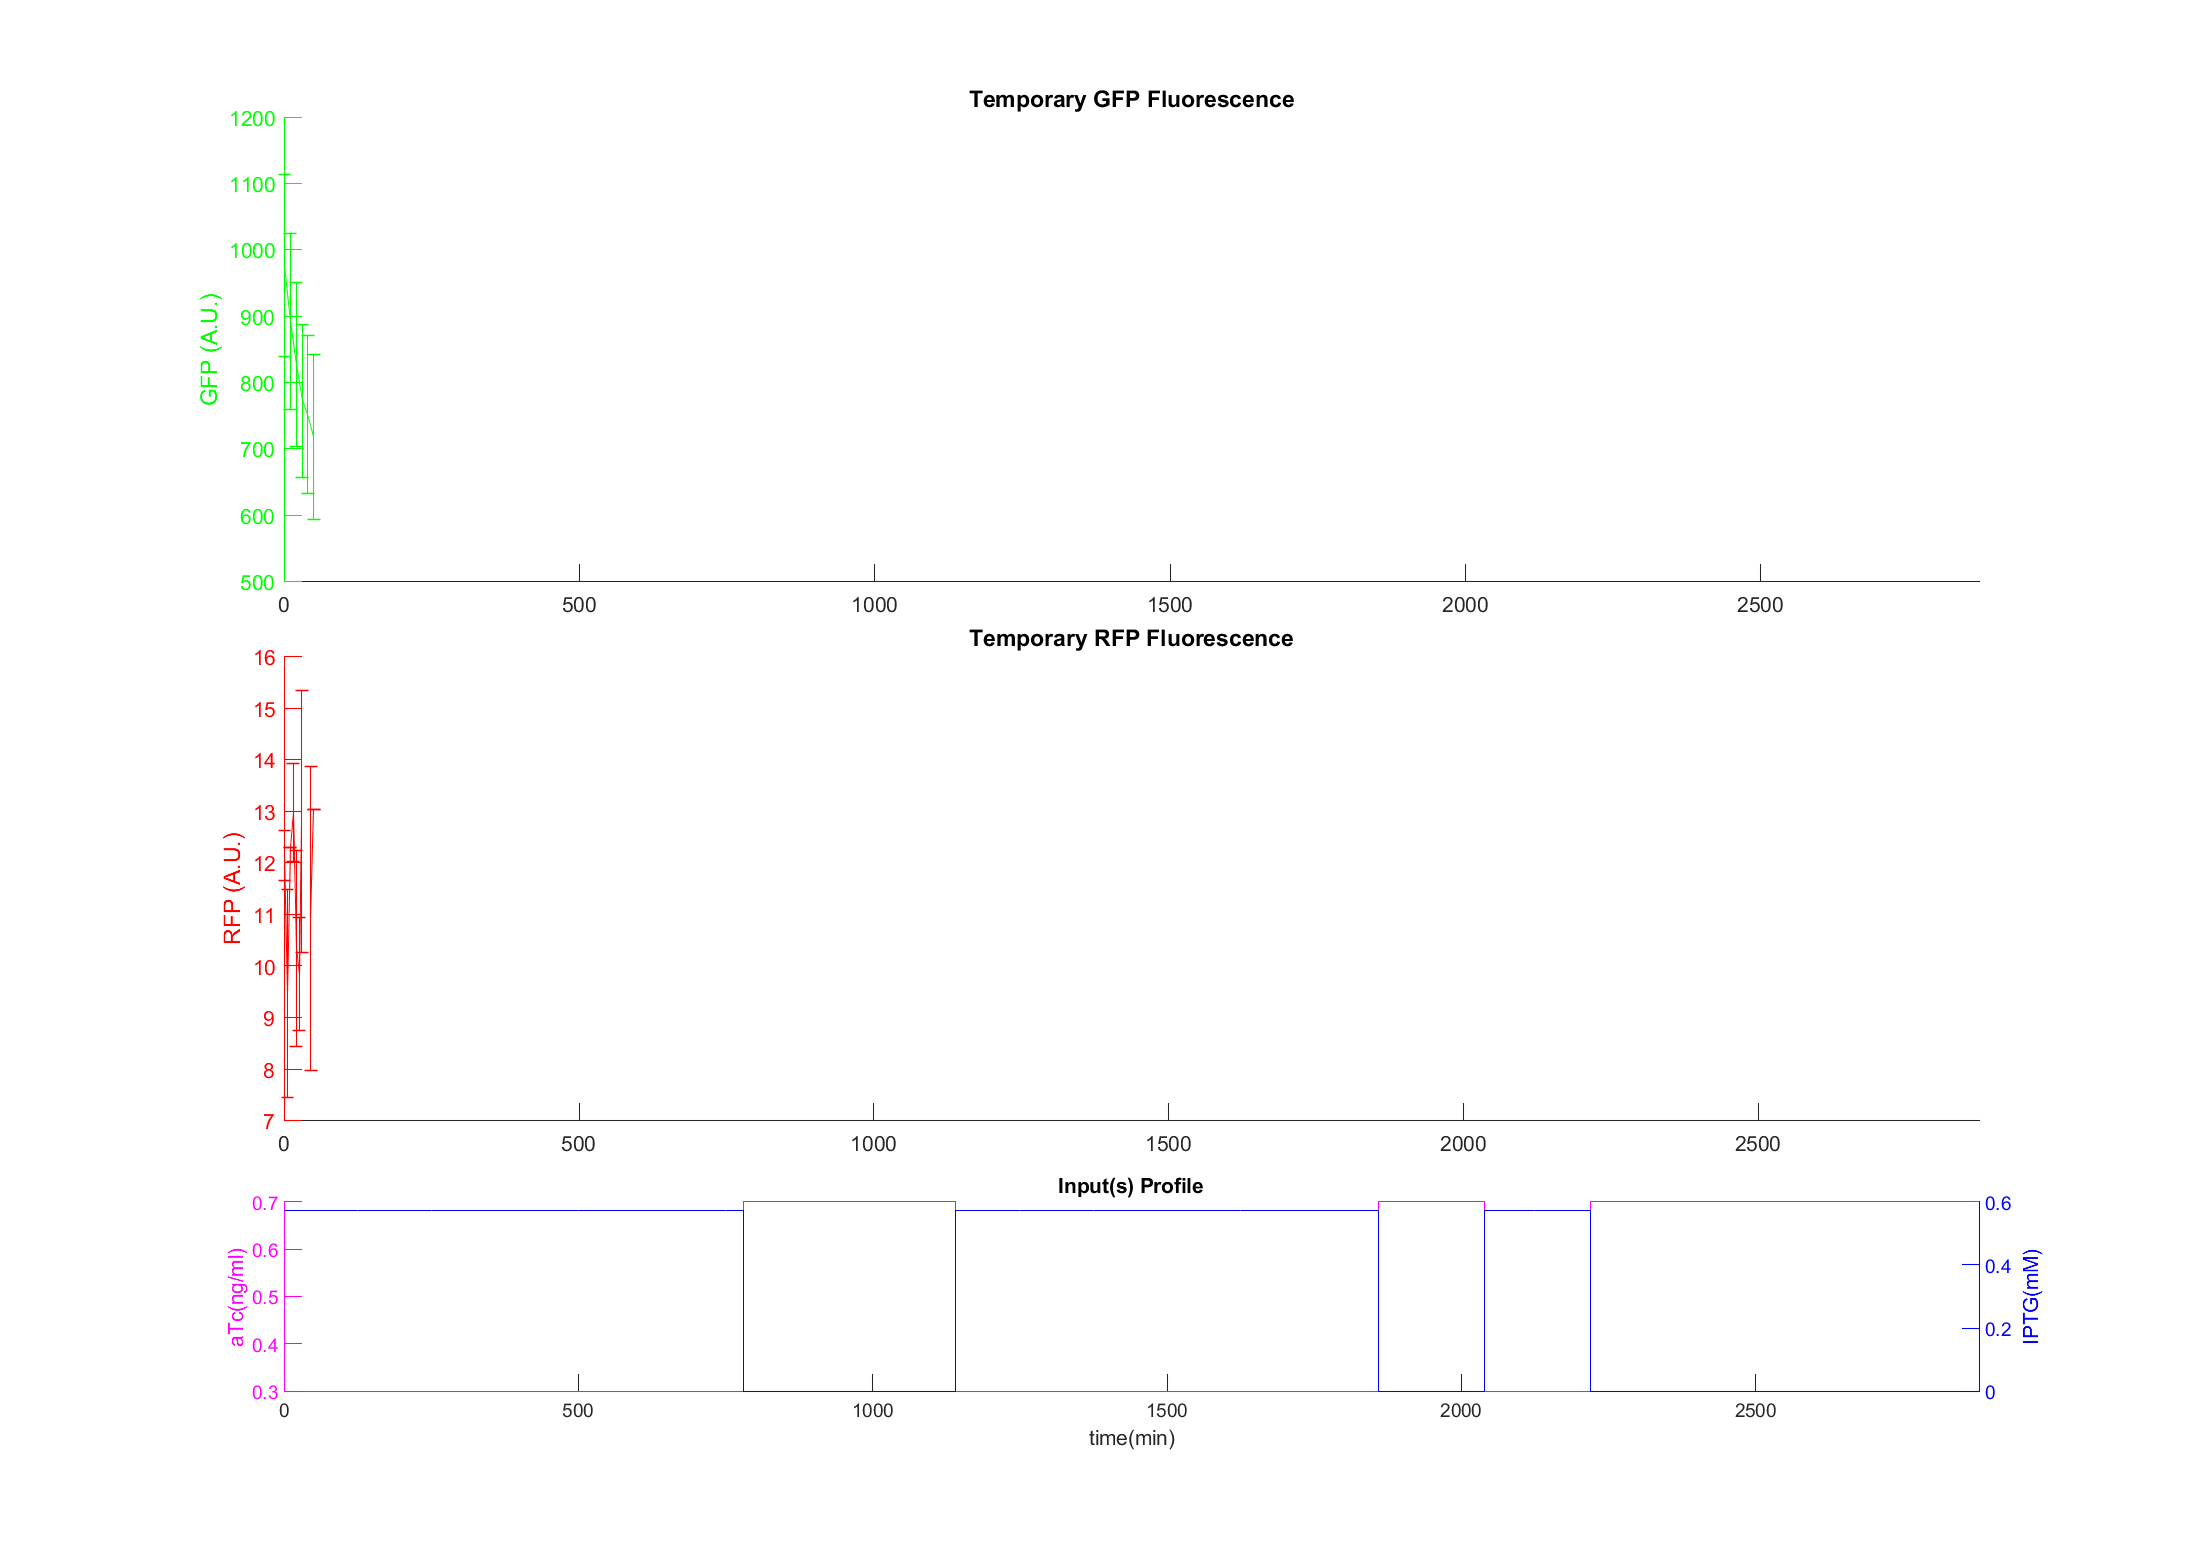 Temporary GFP Fluorescence
1200
1100
1000
900
800
700
600
500
GFP (A.U.)
0 500 1000 1500 2000 2500
Temporary RFP Fluorescence
16
15
14
13
12
11
10
9
8
7
RFP (A.U.)
0 500 1000 1500 2000 2500
Input(s) Profile
0.7
0.6
0.5
0.4
0.3
aTc(ng/ml)
0.6
0.4
0.2
0
IPTG(mM)
0 500 1000 1500 2000 2500
time(min)